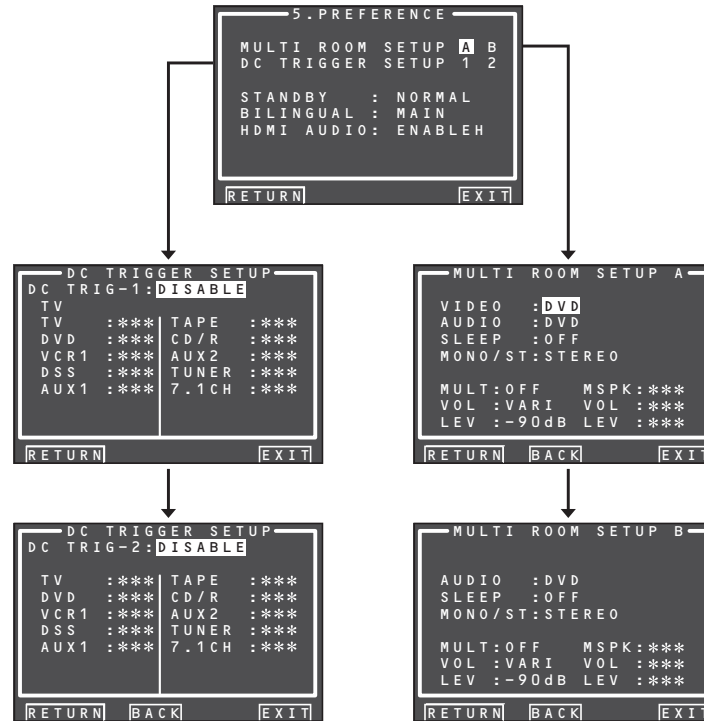 5.PREFERENCE
MULTI ROOM SETUP A B
DC TRIGGER SETUP 1 2
STANDBY : NORMAL
BILINGUAL : MAIN
HDMI AUDIO: ENABLEH
RETURN EXIT
DC TRIGGER SETUP
DC TRIG-1:DISABLE
TV
TV :*** TAPE :***
DVD :*** CD/R :***
VCR1 :*** AUX2 :***
DSS :*** TUNER :***
AUX1 :*** 7.1CH :***
RETURN EXIT
MULTI ROOM SETUP A
VIDEO :DVD
AUDIO :DVD
SLEEP :OFF
MONO/ST:STEREO
MULT:OFF MSPK:***
VOL :VARI VOL :***
LEV :-90dB LEV :***
RETURN BACK EXIT
DC TRIGGER SETUP
DC TRIG-2:DISABLE
TV :*** TAPE :***
DVD :*** CD/R :***
VCR1 :*** AUX2 :***
DSS :*** TUNER :***
AUX1 :*** 7.1CH :***
RETURN BACK EXIT
MULTI ROOM SETUP B
AUDIO :DVD
SLEEP :OFF
MONO/ST:STEREO
MULT:OFF MSPK:***
VOL :VARI VOL :***
LEV :-90dB LEV :***
RETURN BACK EXIT